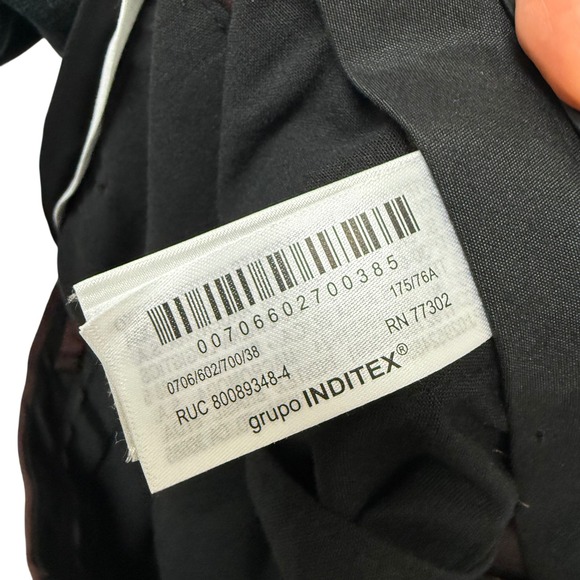 00706602700385
0706/602/700/38
175/76A
RUC 80089348-4
RN 77302
grupo INDITEX®